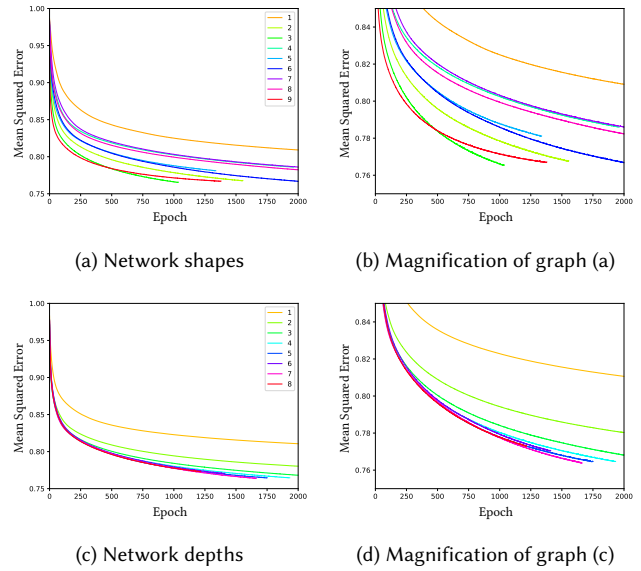 1.00
0.95
0.90
0.85
0.80
0.75
Mean Squared Error
0 250 500 750 1000 1250 1500 1750 2000
Epoch
1
2
3
4
5
6
7
8
9
(a) Network shapes
0.84
0.82
0.80
0.78
0.76
Mean Squared Error
0 250 500 750 1000 1250 1500 1750 2000
Epoch
(b) Magnification of graph (a)
1.00
0.95
0.90
0.85
0.80
0.75
Mean Squared Error
0 250 500 750 1000 1250 1500 1750 2000
Epoch
1
2
3
4
5
6
7
8
(c) Network depths
0.84
0.82
0.80
0.78
0.76
Mean Squared Error
0 250 500 750 1000 1250 1500 1750 2000
Epoch
(d) Magnification of graph (c)